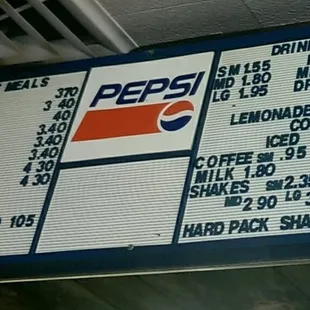 MEALS
370
3 40
40
3.40
3.40
3.40
4 30
4 30
105
PEPSI
DRIN
SM 1.55
MD 1.80
LG 1.95
LEMONADE
CO
ICED
COFFEE SM .95
MILK 1.80
SHAKES SM 2.3
MD 2 90 LG
HARD PACK SHA